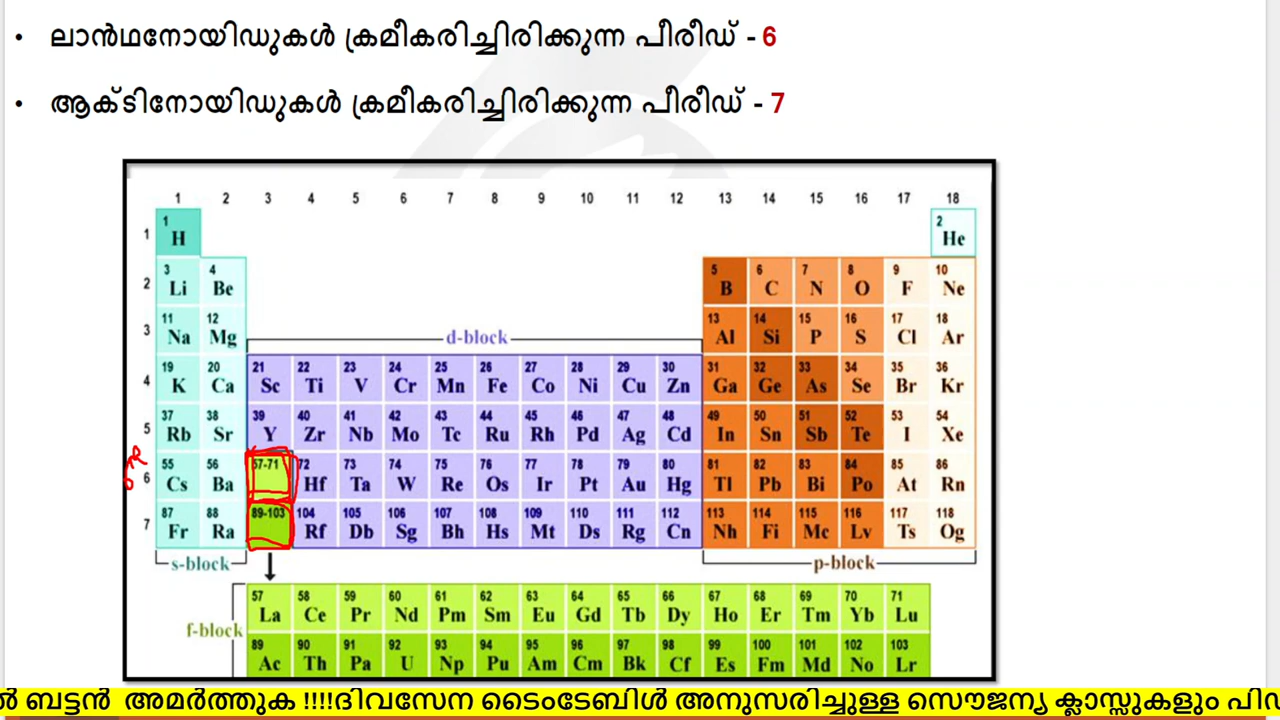 • ലാൻഥനോയിഡുകൾ ക്രമീകരിച്ചിരിക്കുന്ന പീരീഡ് - 6
• ആക്ടിനോയിഡുകൾ ക്രമീകരിച്ചിരിക്കുന്ന പീരീഡ് - 7
1 2 3 4 5 6 7 8 9 10 11 12 13 14 15 16 17 18
1 1 H 2 He
2 3 Li 4 Be 5 B 6 C 7 N 8 O 9 F 10 Ne
3 11 Na 12 Mg 13 Al 14 Si 15 P 16 S 17 Cl 18 Ar
d-block
4 19 K 20 Ca 21 Sc 22 Ti 23 V 24 Cr 25 Mn 26 Fe 27 Co 28 Ni 29 Cu 30 Zn 31 Ga 32 Ge 33 As 34 Se 35 Br 36 Kr
5 37 Rb 38 Sr 39 Y 40 Zr 41 Nb 42 Mo 43 Tc 44 Ru 45 Rh 46 Pd 47 Ag 48 Cd 49 In 50 Sn 51 Sb 52 Te 53 I 54 Xe
6 55 Cs 56 Ba 57-71 72 Hf 73 Ta 74 W 75 Re 76 Os 77 Ir 78 Pt 79 Au 80 Hg 81 Tl 82 Pb 83 Bi 84 Po 85 At 86 Rn
7 87 Fr 88 Ra 89-103 104 Rf 105 Db 106 Sg 107 Bh 108 Hs 109 Mt 110 Ds 111 Rg 112 Cn 113 Nh 114 Fi 115 Mc 116 Lv 117 Ts 118 Og
s-block p-block
57 La 58 Ce 59 Pr 60 Nd 61 Pm 62 Sm 63 Eu 64 Gd 65 Tb 66 Dy 67 Ho 68 Er 69 Tm 70 Yb 71 Lu
f-block
89 Ac 90 Th 91 Pa 92 U 93 Np 94 Pu 95 Am 96 Cm 97 Bk 98 Cf 99 Es 100 Fm 101 Md 102 No 103 Lr
ബട്ടൻ അമർത്തുക !!!!ദിവസേന ടൈംടേബിൾ അനുസരിച്ചുള്ള സൌജന്യ ക്ലാസ്സുകളും